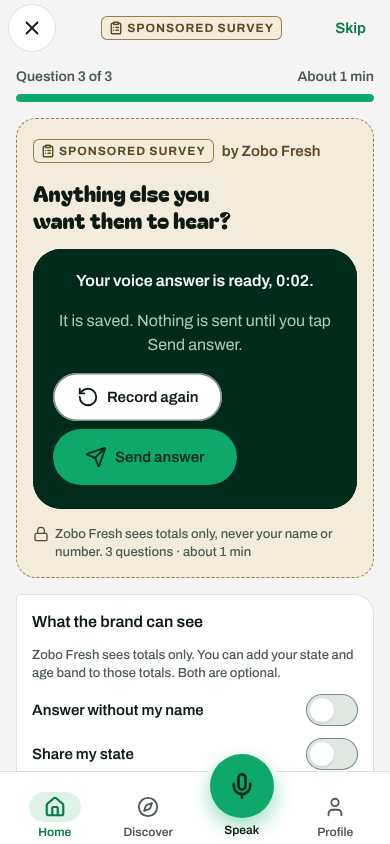 SPONSORED SURVEY
Skip
Question 3 of 3
About 1 min
SPONSORED SURVEY by Zobo Fresh
Anything else you
want them to hear?
Your voice answer is ready, 0:02.
It is saved. Nothing is sent until you tap
Send answer.
Record again
Send answer
Zobo Fresh sees totals only, never your name or
number. 3 questions · about 1 min
What the brand can see
Zobo Fresh sees totals only. You can add your state and
age band to those totals. Both are optional.
Answer without my name
Share my state
Home
Discover
Speak
Profile